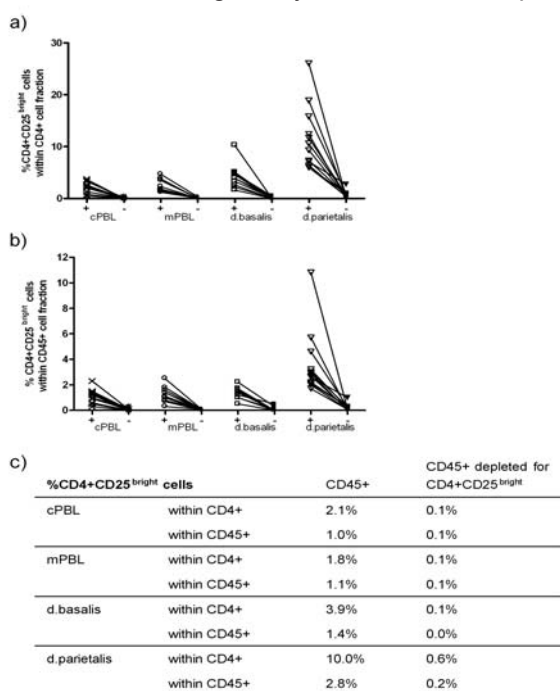 a)
30
20
10
0
%CD4+CD25 bright cells
within CD4+ cell fraction
+ - + - + - + -
cPBL mPBL d.basalis d.parietalis
b)
12
10
8
6
4
2
0
% CD4+CD25 bright cells
within CD45+ cell fraction
+ - + - + - + -
cPBL mPBL d.basalis d.parietalis
c)
%CD4+CD25 bright cells CD45+ CD45+ depleted for CD4+CD25 bright
cPBL within CD4+ 2.1% 0.1%
within CD45+ 1.0% 0.1%
mPBL within CD4+ 1.8% 0.1%
within CD45+ 1.1% 0.1%
d.basalis within CD4+ 3.9% 0.1%
within CD45+ 1.4% 0.0%
d.parietalis within CD4+ 10.0% 0.6%
within CD45+ 2.8% 0.2%